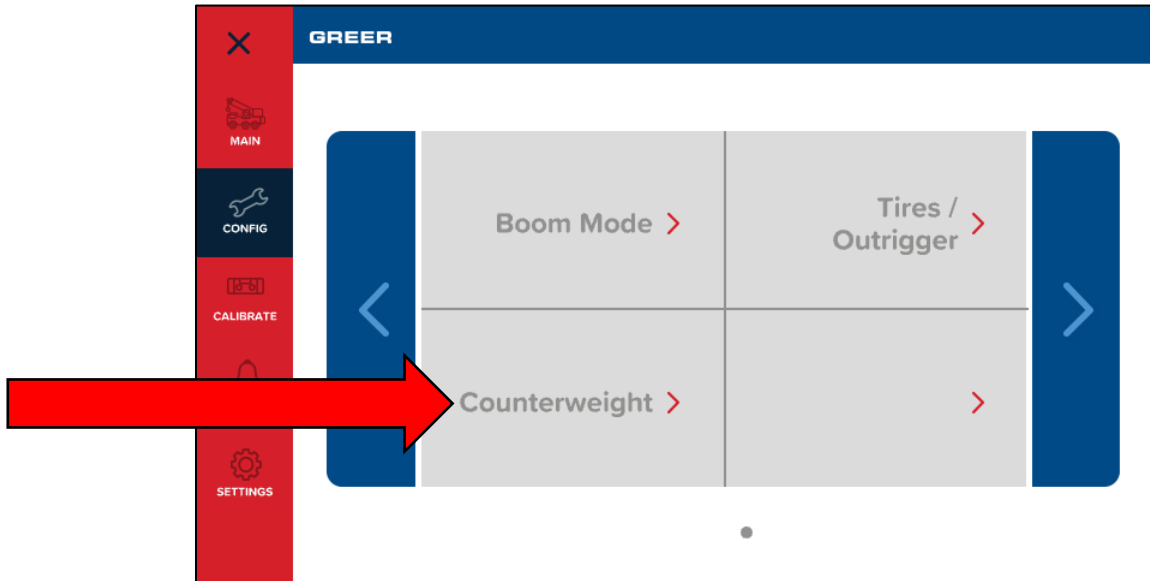 GREER
MAIN
CONFIG
CALIBRATE
SETTINGS
Boom Mode
Tires /
Outrigger
Counterweight